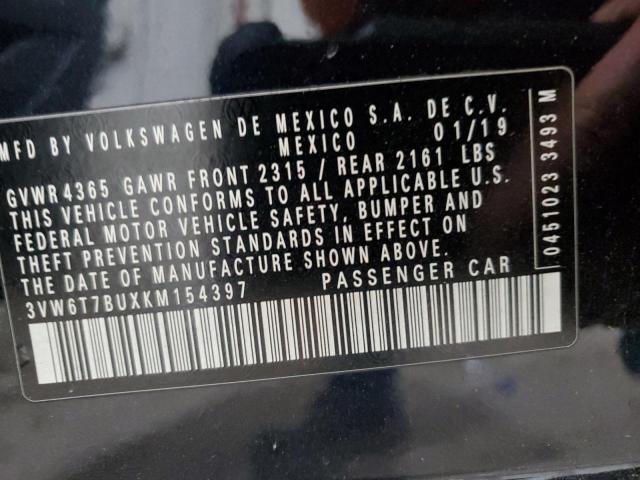 MFD BY VOLKSWAGEN DE MEXICO S.A. DE C.V.
MEXICO 01/19
GVWR4365 GAWR FRONT 2315 / REAR 2161 LBS
THIS VEHICLE CONFORMS TO ALL APPLICABLE U.S.
FEDERAL MOTOR VEHICLE SAFETY, BUMPER AND
THEFT PREVENTION STANDARDS IN EFFECT ON
THE DATE OF MANUFACTURE SHOWN ABOVE.
3VW6T7BUXKM154397 PASSENGER CAR
0451023 3493 M